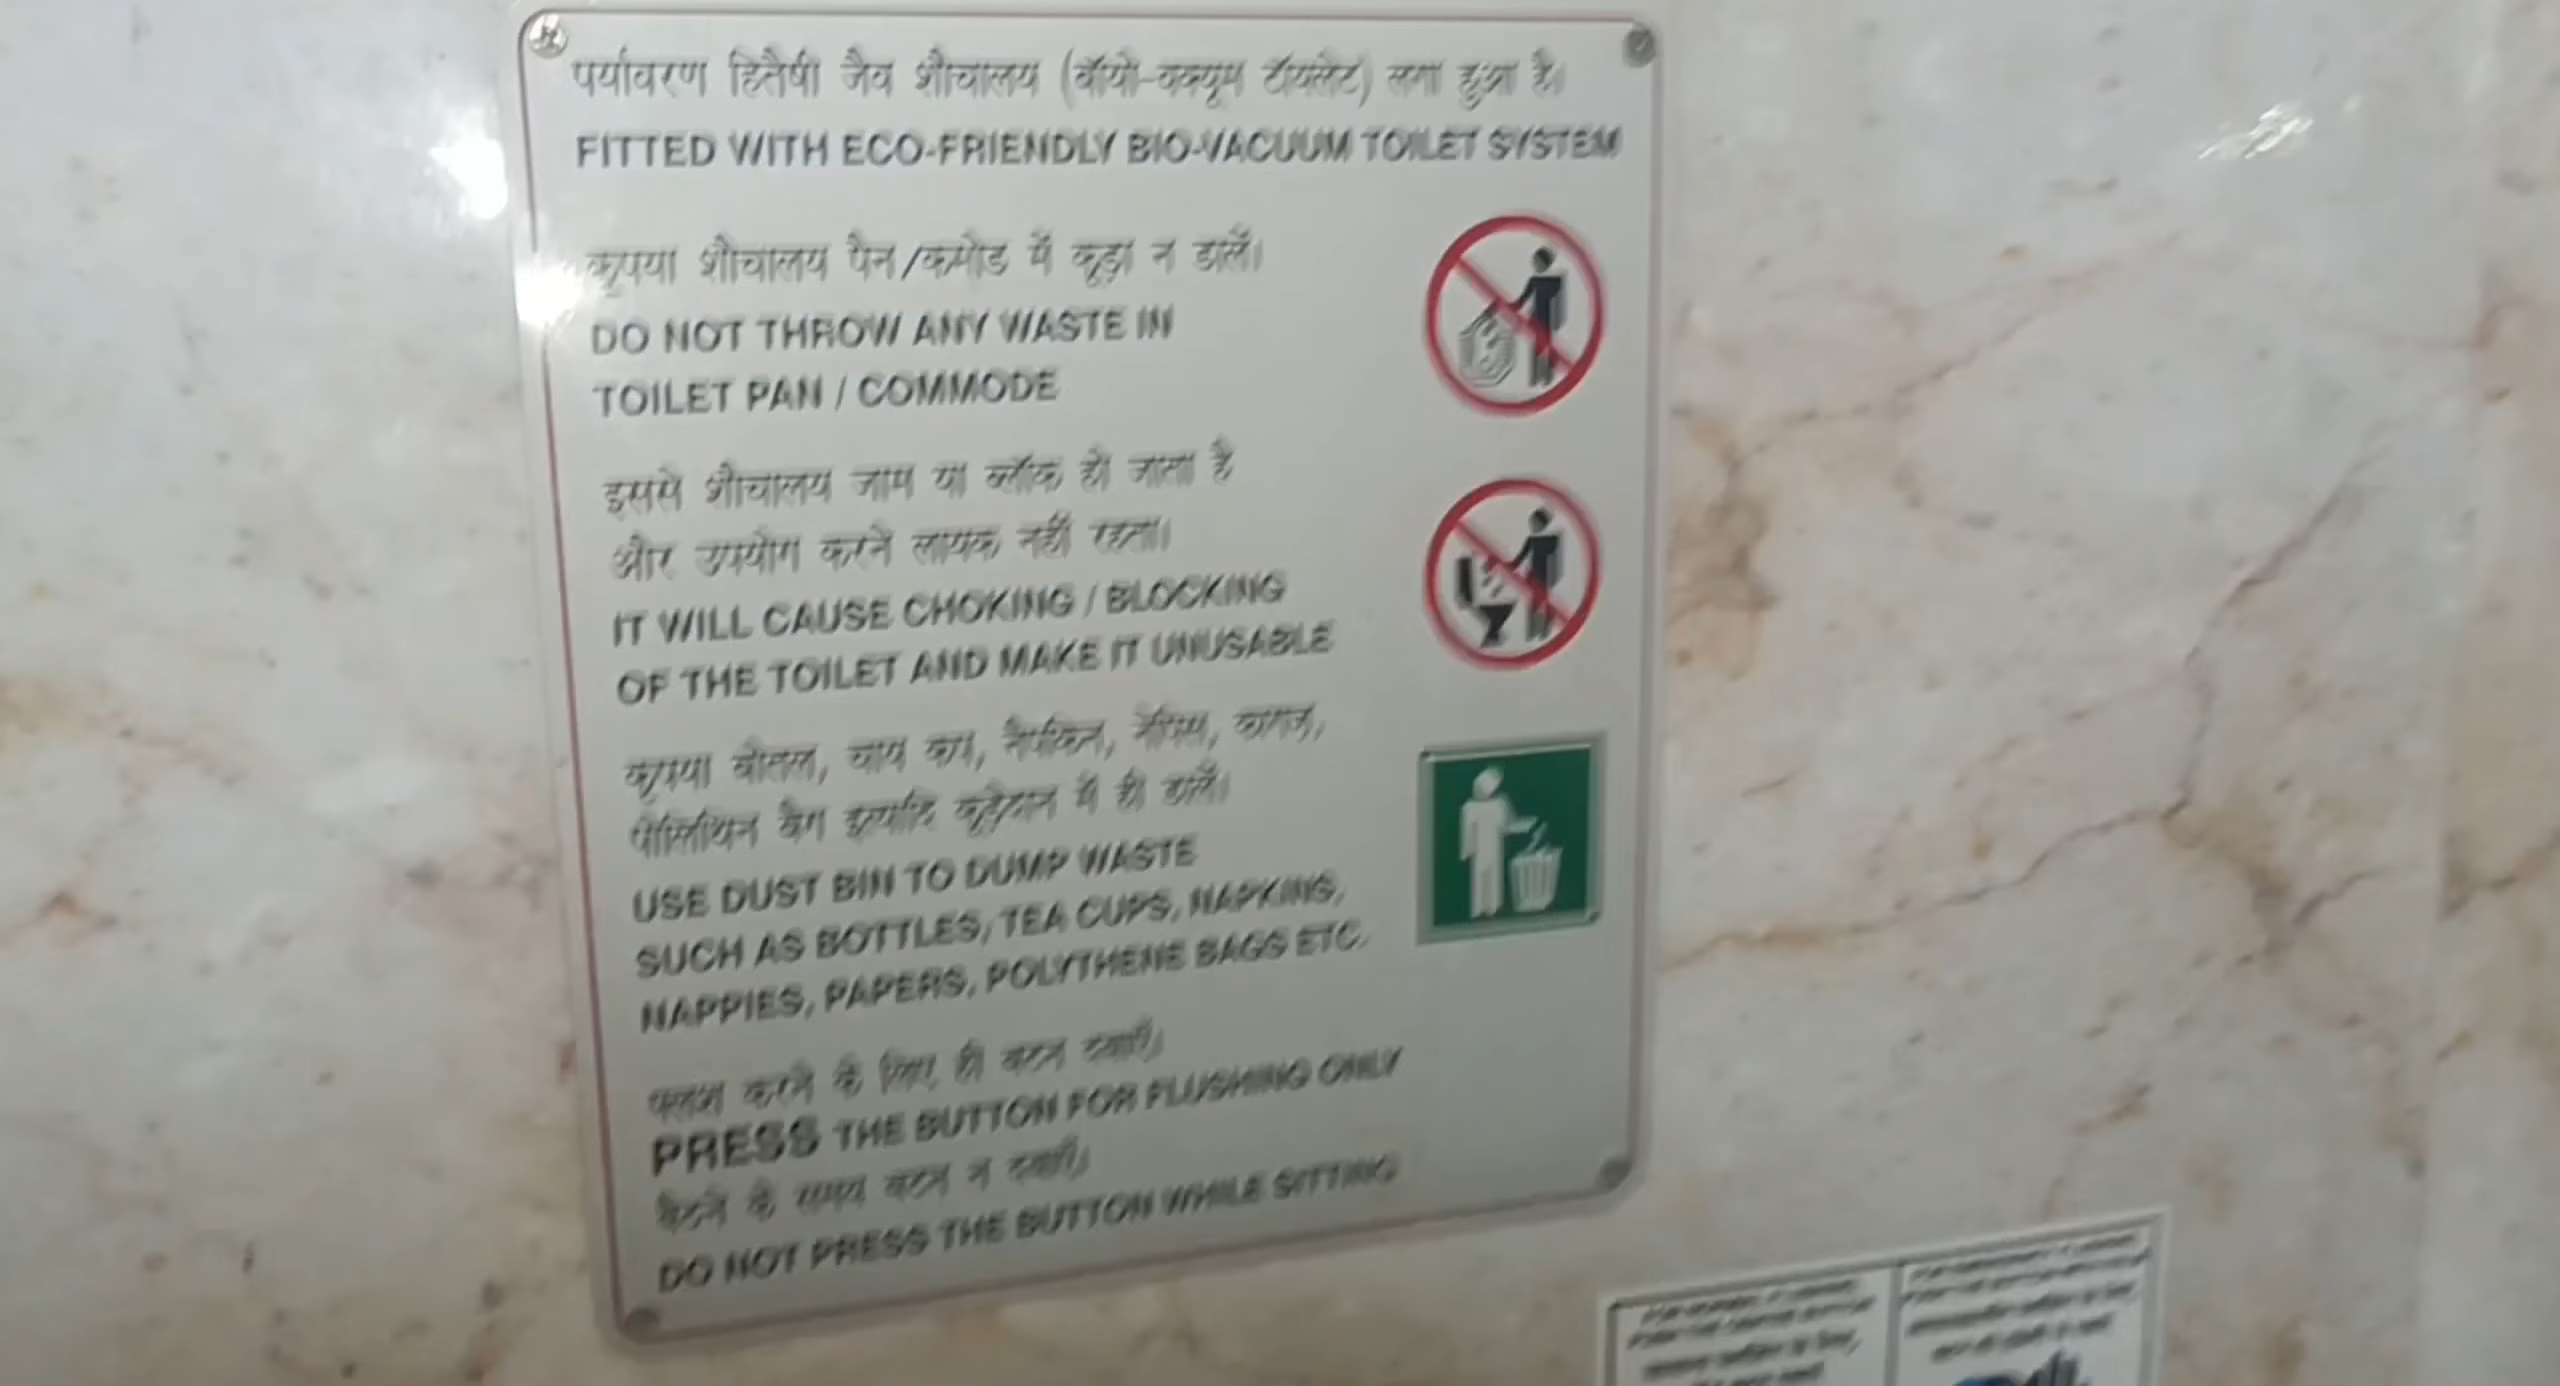 पर्यावरण हितैषी जैव शौचालय (बॉयो-वक्यूम टॉयलेट) लगा हुआ है।
FITTED WITH ECO-FRIENDLY BIO-VACUUM TOILET SYSTEM
कृपया शौचालय पैन/कमोड में कूड़ा न डालें।
DO NOT THROW ANY WASTE IN
TOILET PAN / COMMODE
इससे शौचालय जाम या ब्लॉक हो जाता है
और उपयोग करने लायक नहीं रहता।
IT WILL CAUSE CHOKING / BLOCKING
OF THE TOILET AND MAKE IT UNUSABLE
कृपया बोतल, चाय कप, नैपकिन, नैपिस, कागज,
पोलिथिन बैग इत्यादि कूड़ेदान में ही डालें।
USE DUST BIN TO DUMP WASTE
SUCH AS BOTTLES, TEA CUPS, NAPKINS,
NAPPIES, PAPERS, POLYTHENE BAGS ETC.
फ्लश करने के लिए ही बटन दबाएँ।
PRESS THE BUTTON FOR FLUSHING ONLY
बैठने के समय बटन न दबाएँ।
DO NOT PRESS THE BUTTON WHILE SITTING